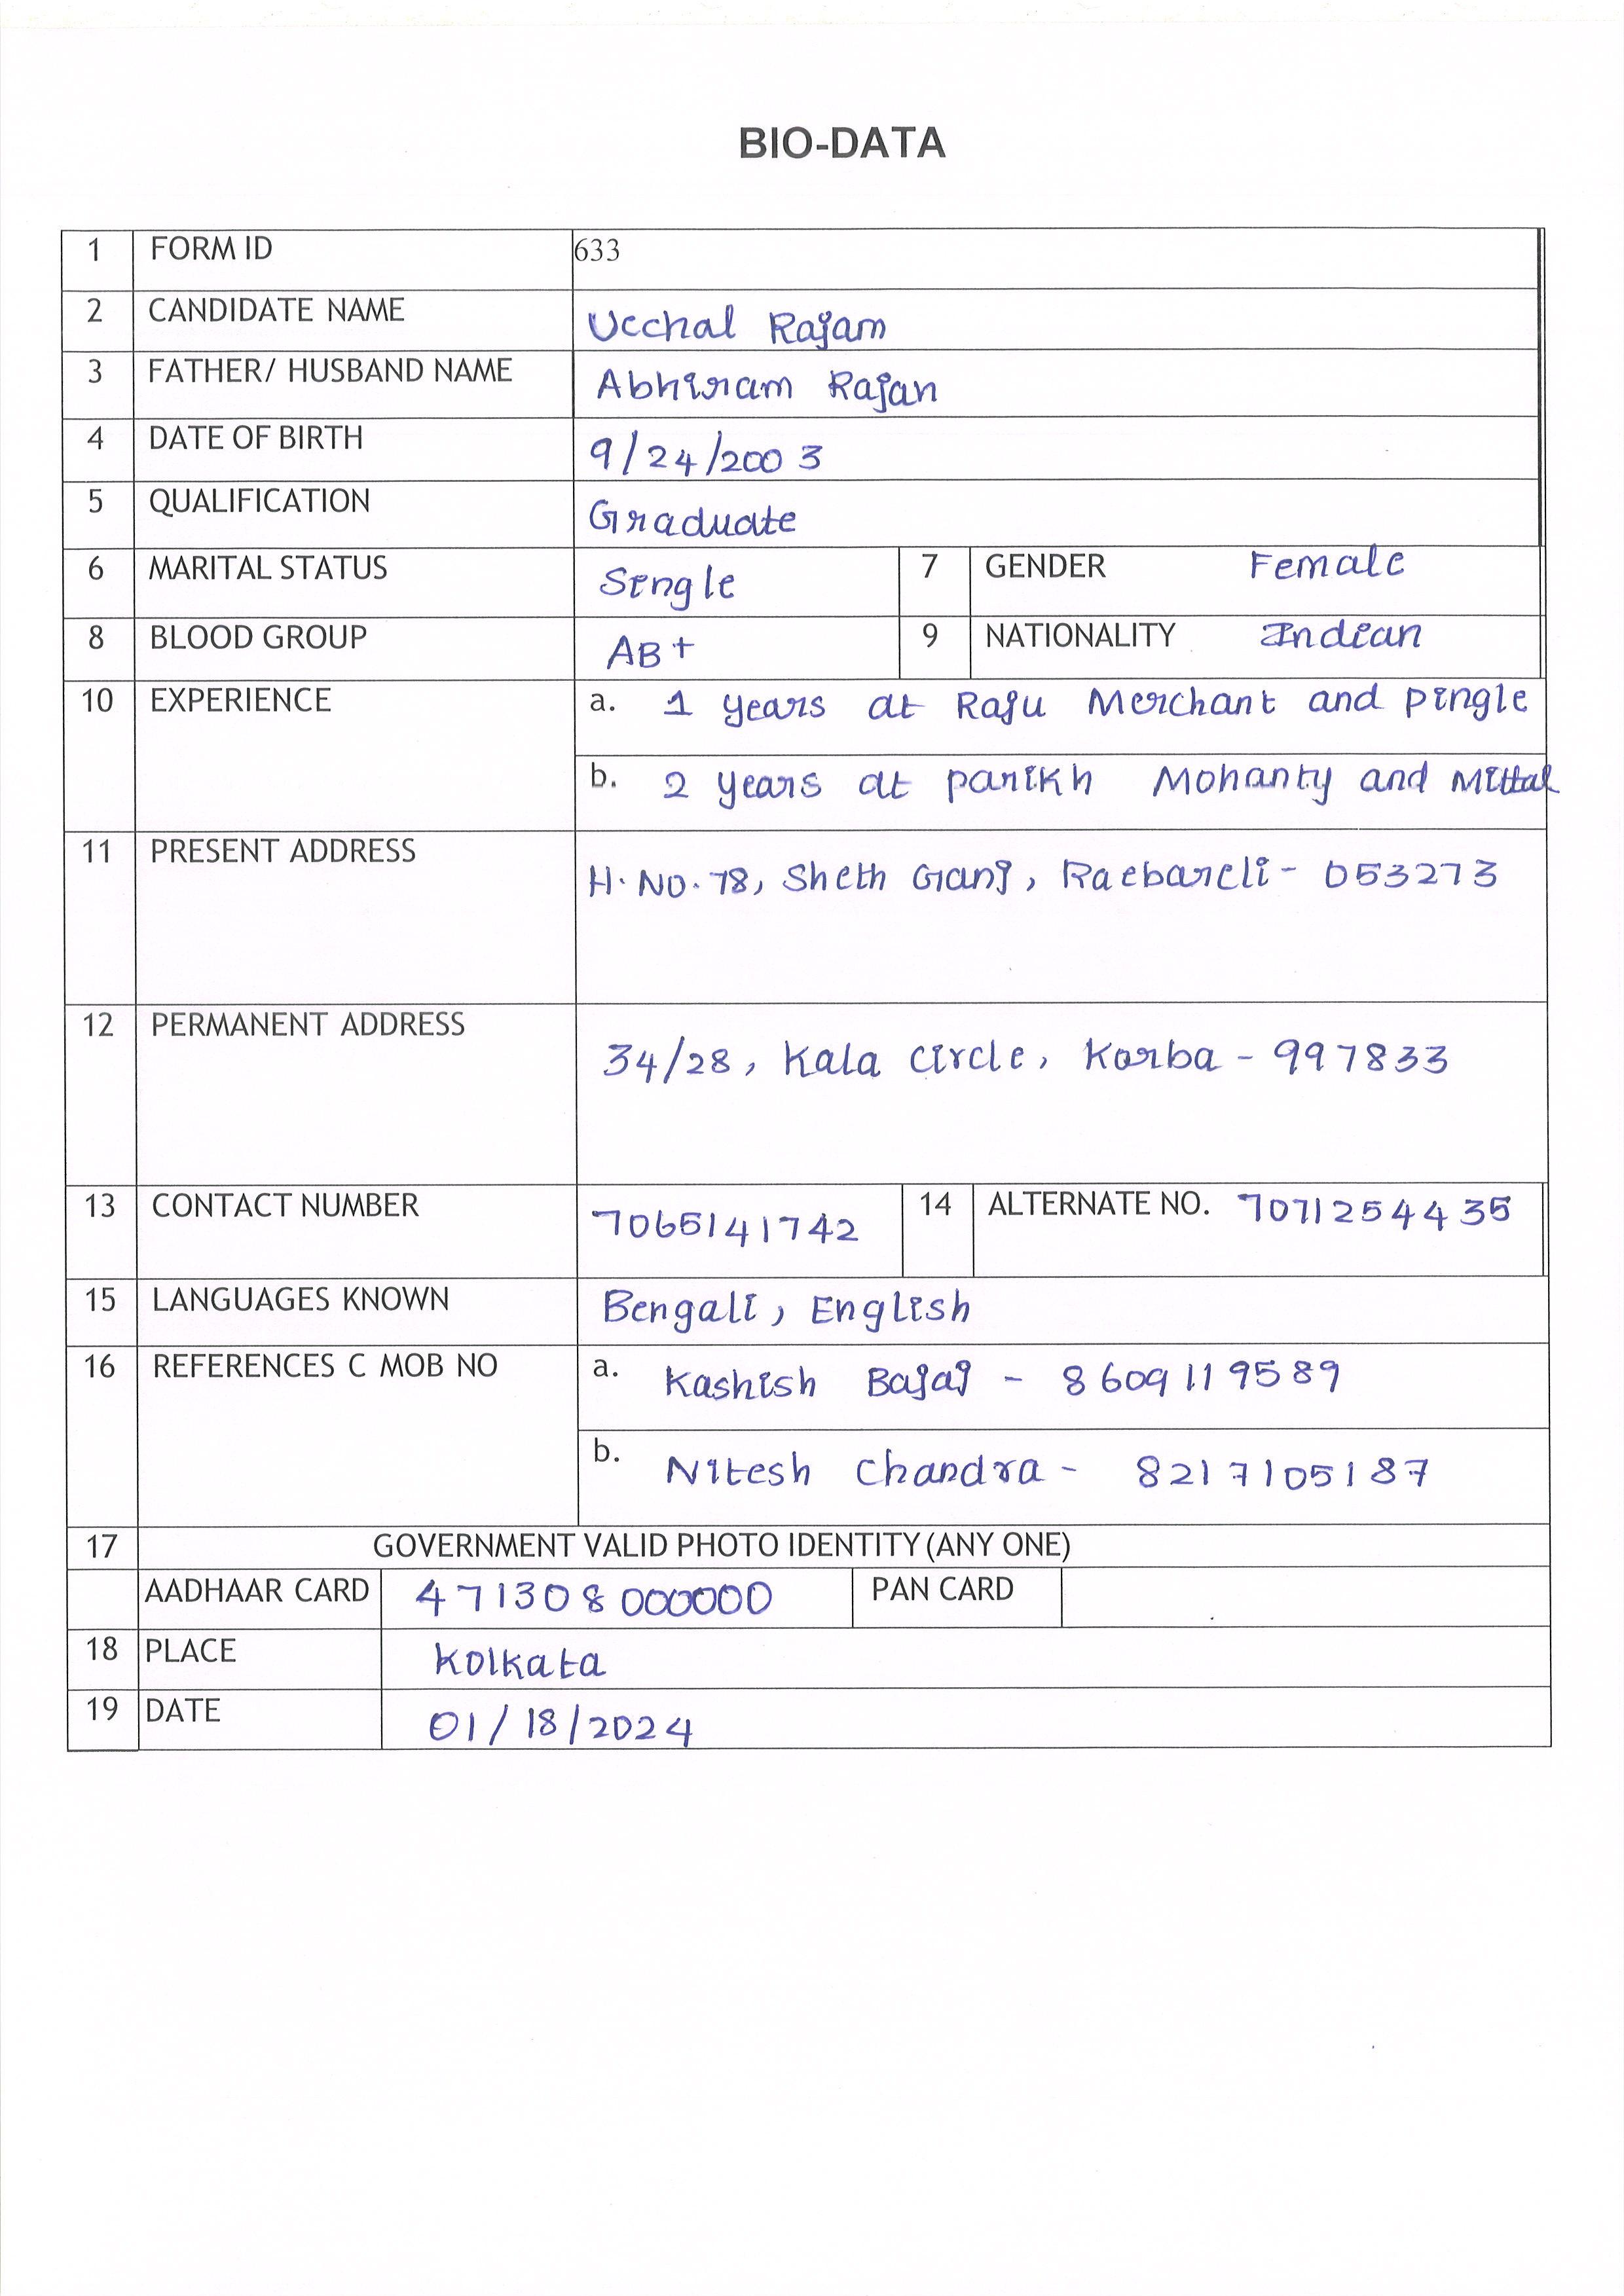 BIO-DATA
1 FORM ID 633
2 CANDIDATE NAME Ucchal Rajam
3 FATHER/ HUSBAND NAME Abhiram Rajan
4 DATE OF BIRTH 9/24/2003
5 QUALIFICATION Graduate
6 MARITAL STATUS Single 7 GENDER Female
8 BLOOD GROUP AB+ 9 NATIONALITY Indian
10 EXPERIENCE a. 1 years at Raju Merchant and pingle
b. 2 years at parikh Mohanty and Mittal
11 PRESENT ADDRESS H.NO.78, Sheth Ganj, Raebareli - 053273
12 PERMANENT ADDRESS 34/28, Kala circle, Korba - 997833
13 CONTACT NUMBER 7065141742 14 ALTERNATE NO. 7071254435
15 LANGUAGES KNOWN Bengali, English
16 REFERENCES C MOB NO a. Kashish Bajaj - 8609119589
b. Nitesh Chandra - 8217105187
17 GOVERNMENT VALID PHOTO IDENTITY (ANY ONE)
AADHAAR CARD 471308000000 PAN CARD
18 PLACE Kolkata
19 DATE 01/18/2024